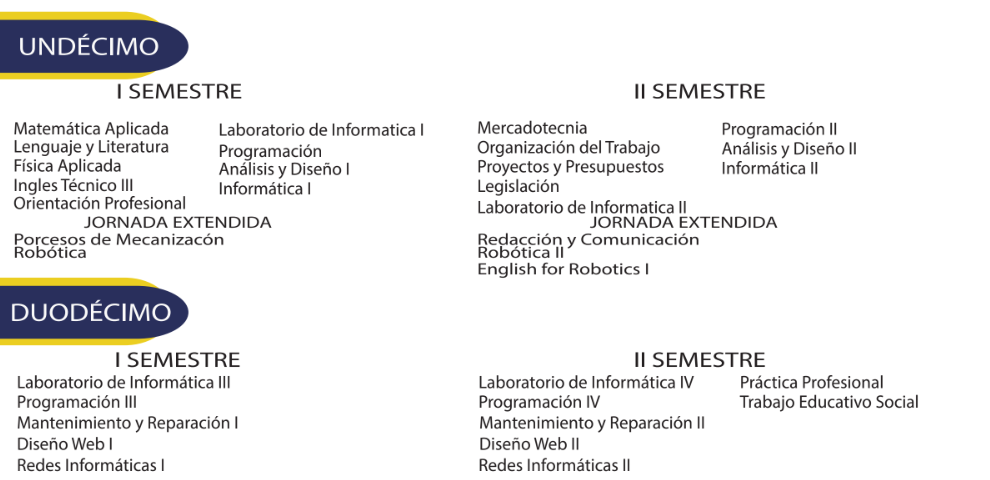 UNDÉCIMO
I SEMESTRE
Matemática Aplicada
Lenguaje y Literatura
Física Aplicada
Ingles Técnico III
Orientación Profesional
Laboratorio de Informatica I
Programación
Análisis y Diseño I
Informática I
JORNADA EXTENDIDA
Porcesos de Mecanizacón
Robótica
II SEMESTRE
Mercadotecnia
Organización del Trabajo
Proyectos y Presupuestos
Legislación
Laboratorio de Informatica II
Programación II
Análisis y Diseño II
Informática II
JORNADA EXTENDIDA
Redacción y Comunicación
Robótica II
English for Robotics I
DUODÉCIMO
I SEMESTRE
Laboratorio de Informática III
Programación III
Mantenimiento y Reparación I
Diseño Web I
Redes Informáticas I
II SEMESTRE
Laboratorio de Informática IV
Programación IV
Mantenimiento y Reparación II
Diseño Web II
Redes Informáticas II
Práctica Profesional
Trabajo Educativo Social